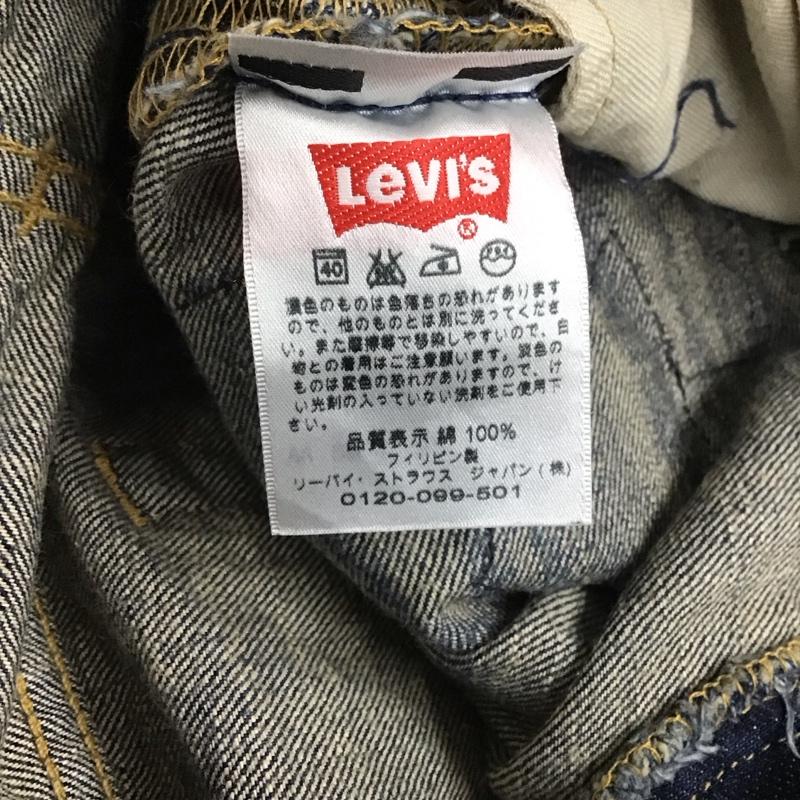 LEVI'S
®
40
濃色のものは色落ちの恐れがあります
ので、他のものとは別に洗ってくださ
い。また摩擦等で移染しやすいので、白
物との着用はご注意願います。淡色の
ものは変色の恐れがありますので、け
い光剤の入っていない洗剤をご使用下
さい。
品質表示 綿 100%
フィリピン製
リーバイ・ストラウス ジャパン(株)
0120-099-501